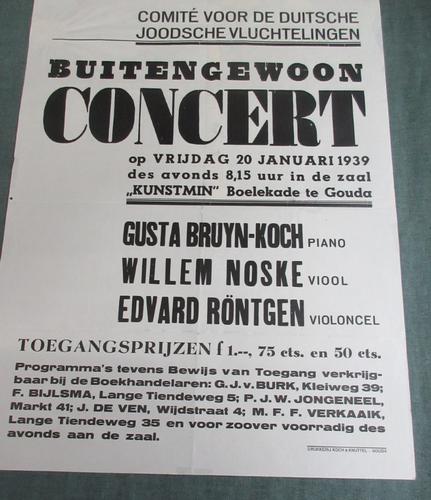 COMITÉ VOOR DE DUITSCHE
JOODSCHE VLUCHTELINGEN
BUITENGEWOON
CONCERT
op VRIJDAG 20 JANUARI 1939
des avonds 8,15 uur in de zaal
„KUNSTMIN” Boelekade te Gouda
GUSTA BRUYN-KOCH PIANO
WILLEM NOSKE VIOOL
EDVARD RÖNTGEN VIOLONCEL
TOEGANGSPRIJZEN f 1.--, 75 cts. en 50 cts.
Programma's tevens Bewijs van Toegang verkrijg-
baar bij de Boekhandelaren: G. J. v. BURK, Kleiweg 39;
F. BIJLSMA, Lange Tiendeweg 5; P. J. W. JONGENEEL,
Markt 41; J. DE VEN, Wijdstraat 4; M. F. F. VERKAAIK,
Lange Tiendeweg 35 en voor zoover voorradig des
avonds aan de zaal.
DRUKKERIJ KOCH & KNUTTEL - GOUDA